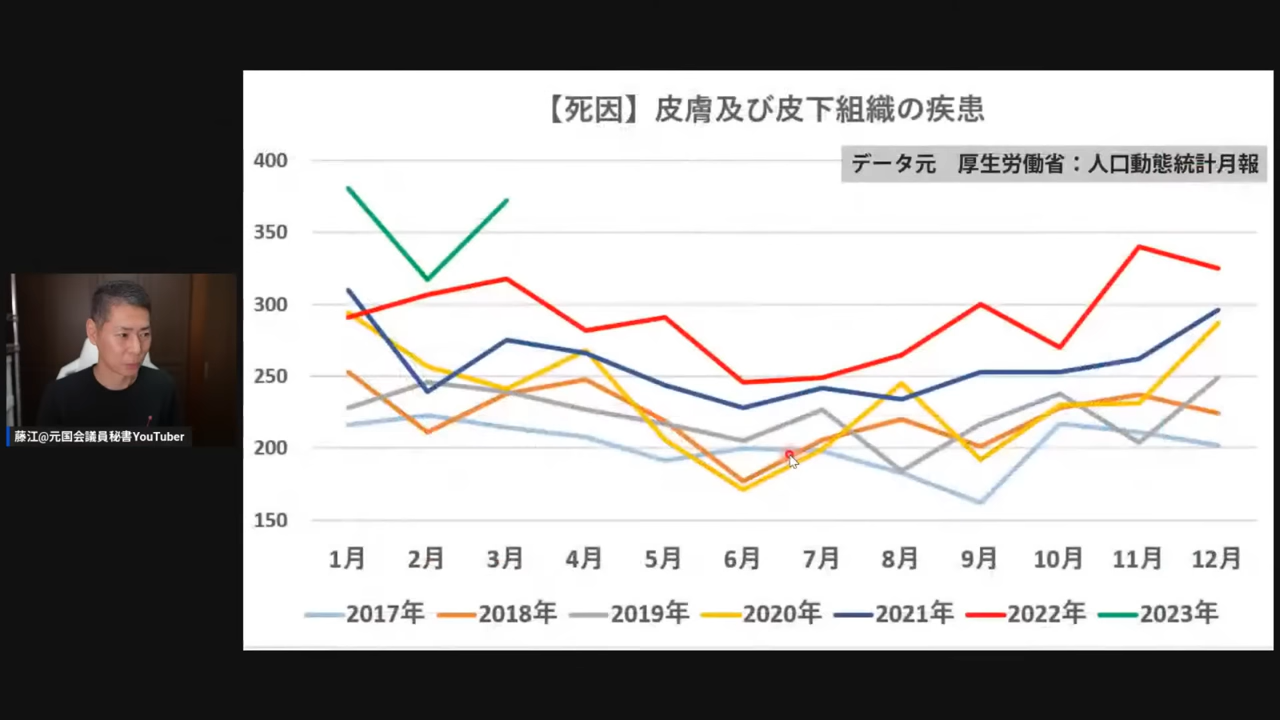 【死因】皮膚及び皮下組織の疾患
データ元 厚生労働省：人口動態統計月報
400
350
300
250
200
150
1月 2月 3月 4月 5月 6月 7月 8月 9月 10月 11月 12月
2017年 2018年 2019年 2020年 2021年 2022年 2023年
藤江@元国会議員秘書YouTuber